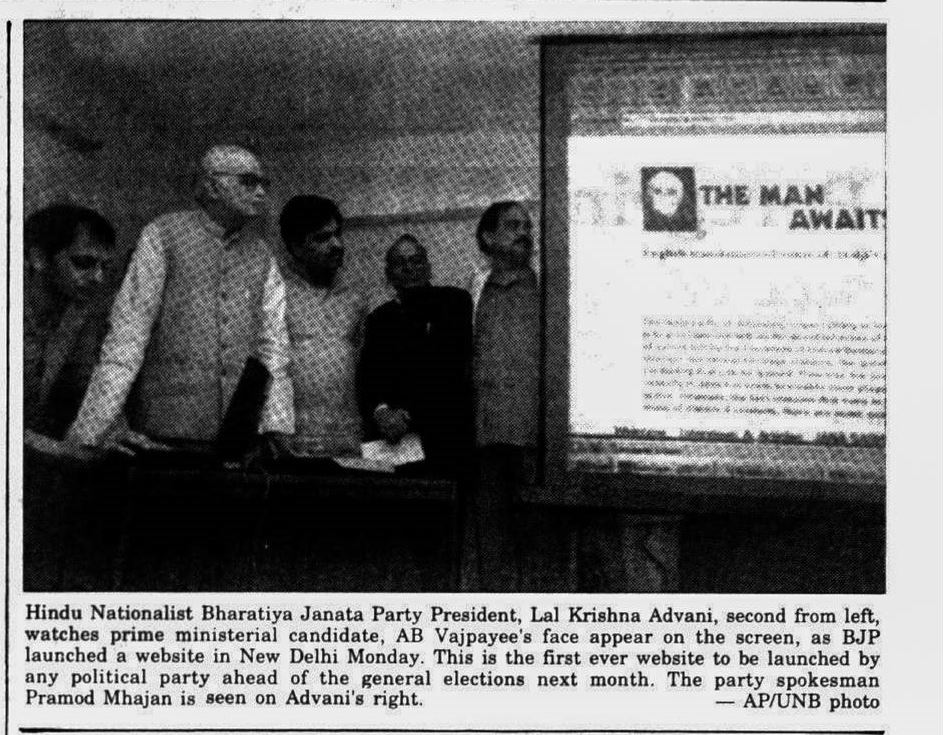 THE MAN
AWAITS
Hindu Nationalist Bharatiya Janata Party President, Lal Krishna Advani, second from left,
watches prime ministerial candidate, AB Vajpayee's face appear on the screen, as BJP
launched a website in New Delhi Monday. This is the first ever website to be launched by
any political party ahead of the general elections next month. The party spokesman
Pramod Mhajan is seen on Advani's right. — AP/UNB photo